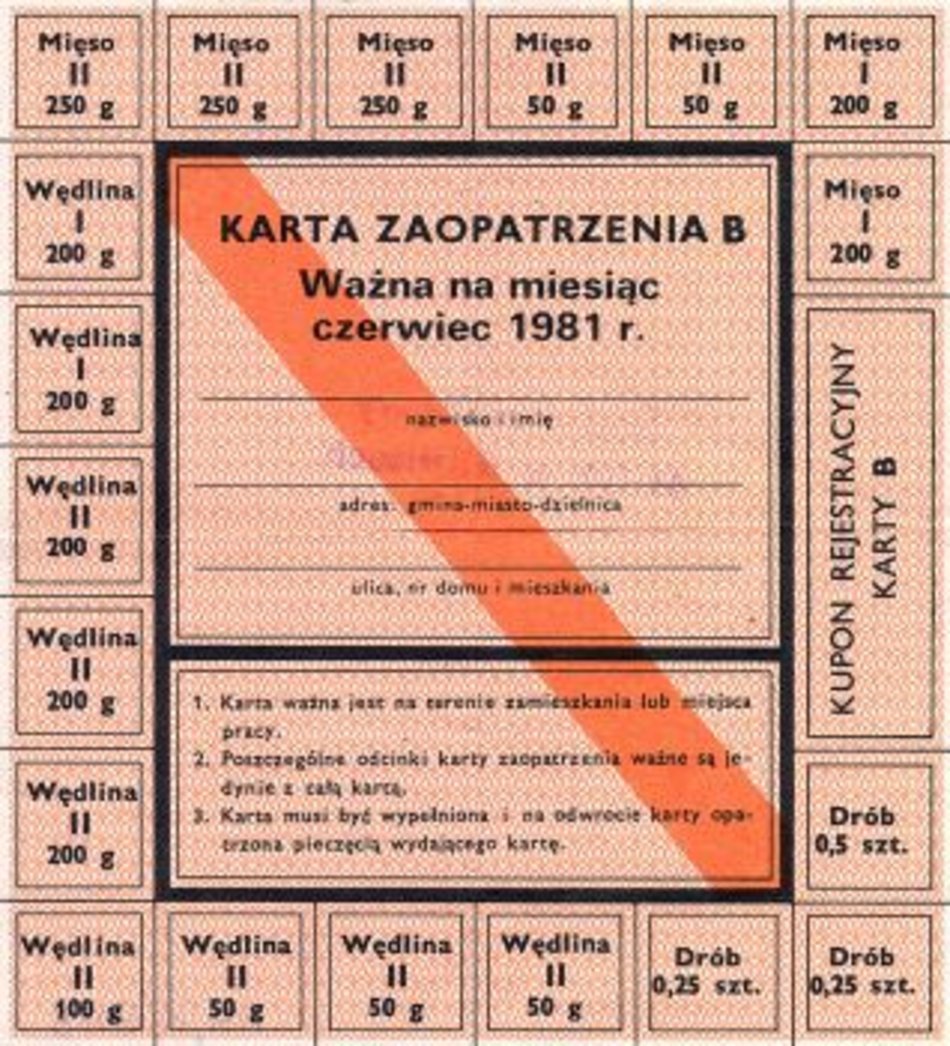 Mięso
II
250 g
Mięso
II
250 g
Mięso
II
250 g
Mięso
II
50 g
Mięso
II
50 g
Mięso
I
200 g
Wędlina
I
200 g
Mięso
I
200 g
Wędlina
I
200 g
Wędlina
II
200 g
Wędlina
II
200 g
Wędlina
II
200 g
KARTA ZAOPATRZENIA B
Ważna na miesiąc
czerwiec 1981 r.
nazwisko i imię
adres: gmina-miasto-dzielnica
ulica, nr domu i mieszkania
1. Karta ważna jest na terenie zamieszkania lub miejsca
pracy.
2. Poszczególne odcinki karty zaopatrzenia ważne są je-
dynie z całą kartą.
3. Karta musi być wypełniona i na odwrocie karty opa-
trzona pieczęcią wydającego kartę.
KUPON REJESTRACYJNY
KARTY B
Drób
0,5 szt.
Wędlina
II
100 g
Wędlina
II
50 g
Wędlina
II
50 g
Wędlina
II
50 g
Drób
0,25 szt.
Drób
0,25 szt.